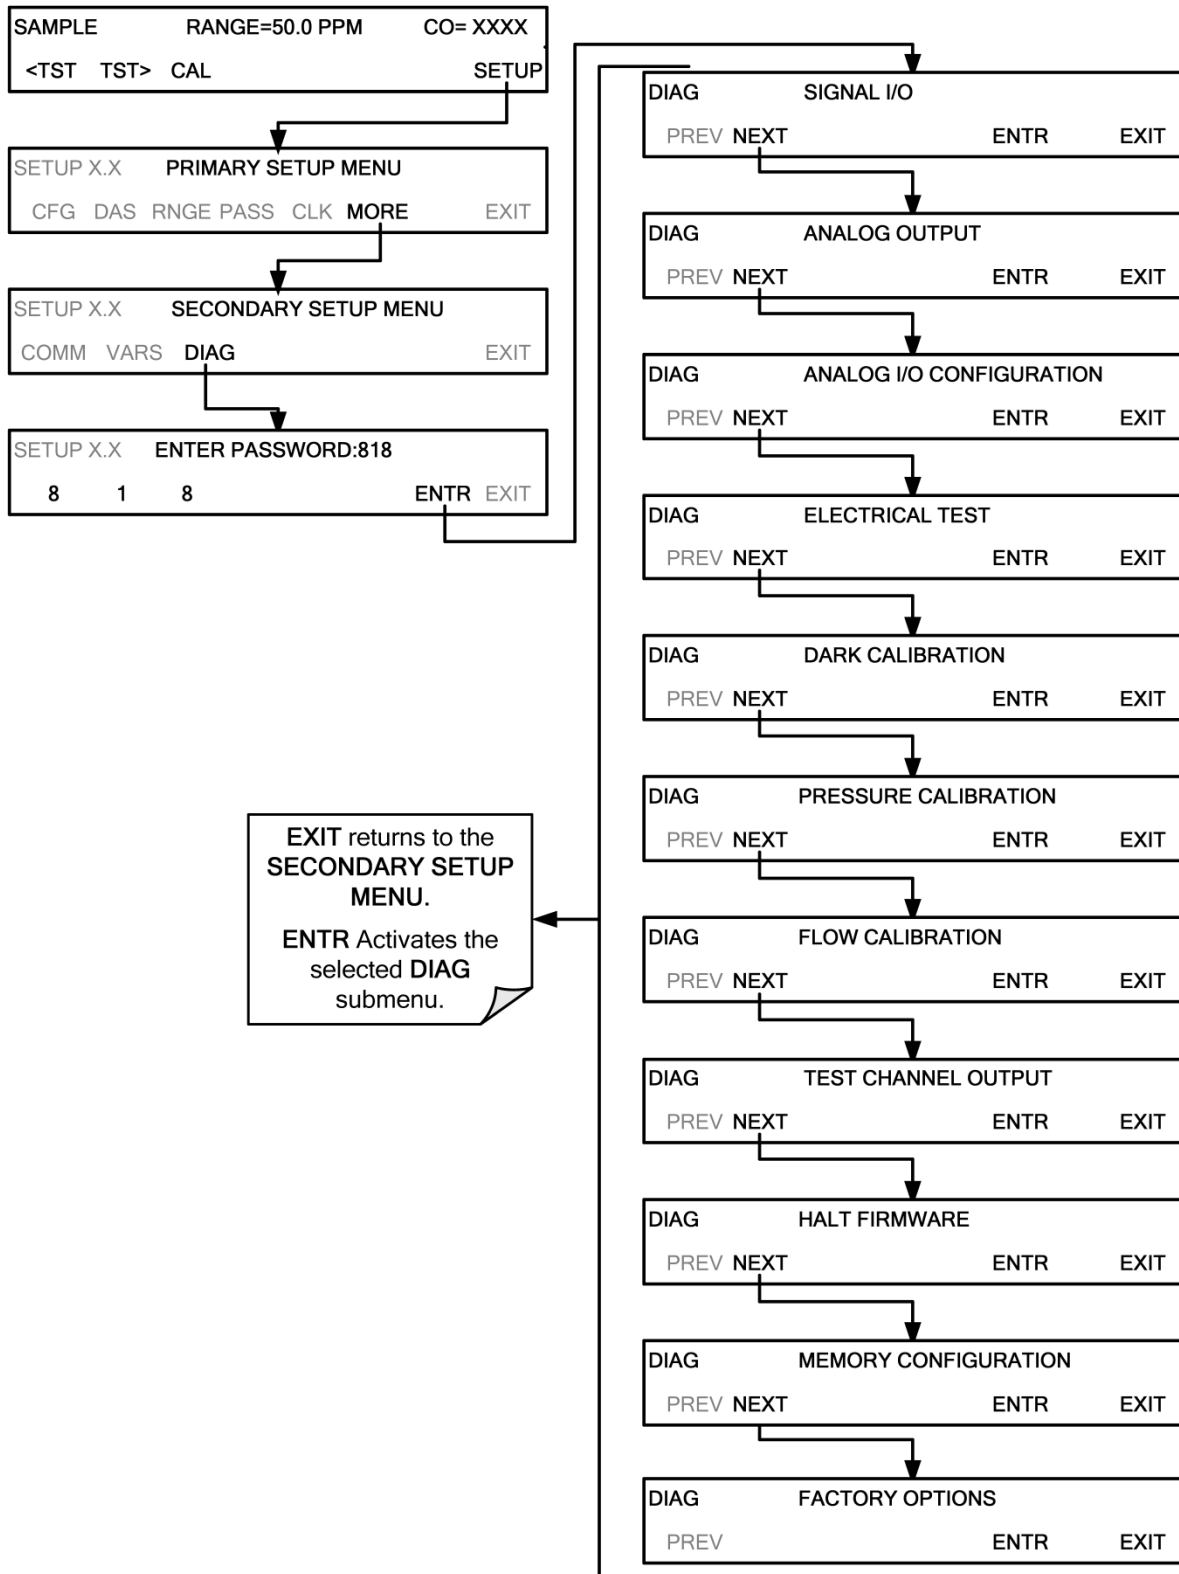 SAMPLE RANGE=50.0 PPM CO= XXXX
<TST TST> CAL SETUP
SETUP X.X PRIMARY SETUP MENU
CFG DAS RNGE PASS CLK MORE EXIT
SETUP X.X SECONDARY SETUP MENU
COMM VARS DIAG EXIT
SETUP X.X ENTER PASSWORD:818
8 1 8 ENTR EXIT
EXIT returns to the
SECONDARY SETUP
MENU.
ENTR Activates the
selected DIAG
submenu.
DIAG SIGNAL I/O
PREV NEXT ENTR EXIT
DIAG ANALOG OUTPUT
PREV NEXT ENTR EXIT
DIAG ANALOG I/O CONFIGURATION
PREV NEXT ENTR EXIT
DIAG ELECTRICAL TEST
PREV NEXT ENTR EXIT
DIAG DARK CALIBRATION
PREV NEXT ENTR EXIT
DIAG PRESSURE CALIBRATION
PREV NEXT ENTR EXIT
DIAG FLOW CALIBRATION
PREV NEXT ENTR EXIT
DIAG TEST CHANNEL OUTPUT
PREV NEXT ENTR EXIT
DIAG HALT FIRMWARE
PREV NEXT ENTR EXIT
DIAG MEMORY CONFIGURATION
PREV NEXT ENTR EXIT
DIAG FACTORY OPTIONS
PREV ENTR EXIT